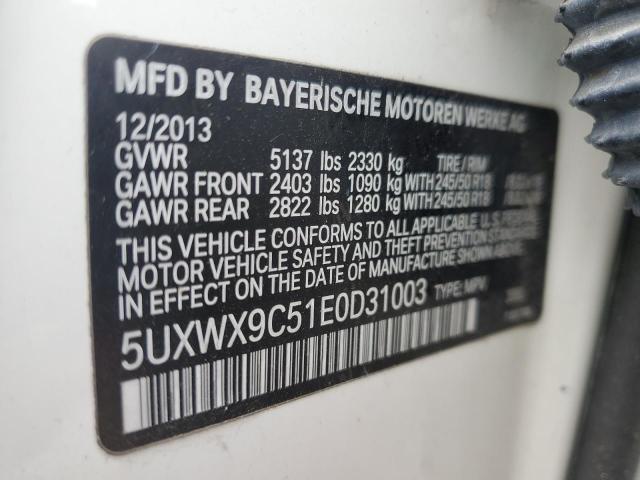 MFD BY BAYERISCHE MOTOREN WERKE AG
12/2013
GVWR 5137 lbs 2330 kg TIRE / RIM
GAWR FRONT 2403 lbs 1090 kg WITH 245/50 R18
GAWR REAR 2822 lbs 1280 kg WITH 245/50 R18
THIS VEHICLE CONFORMS TO ALL APPLICABLE U.S. FEDERAL
MOTOR VEHICLE SAFETY AND THEFT PREVENTION STANDARDS
IN EFFECT ON THE DATE OF MANUFACTURE SHOWN ABOVE.
5UXWX9C51E0D31003 TYPE: MPV